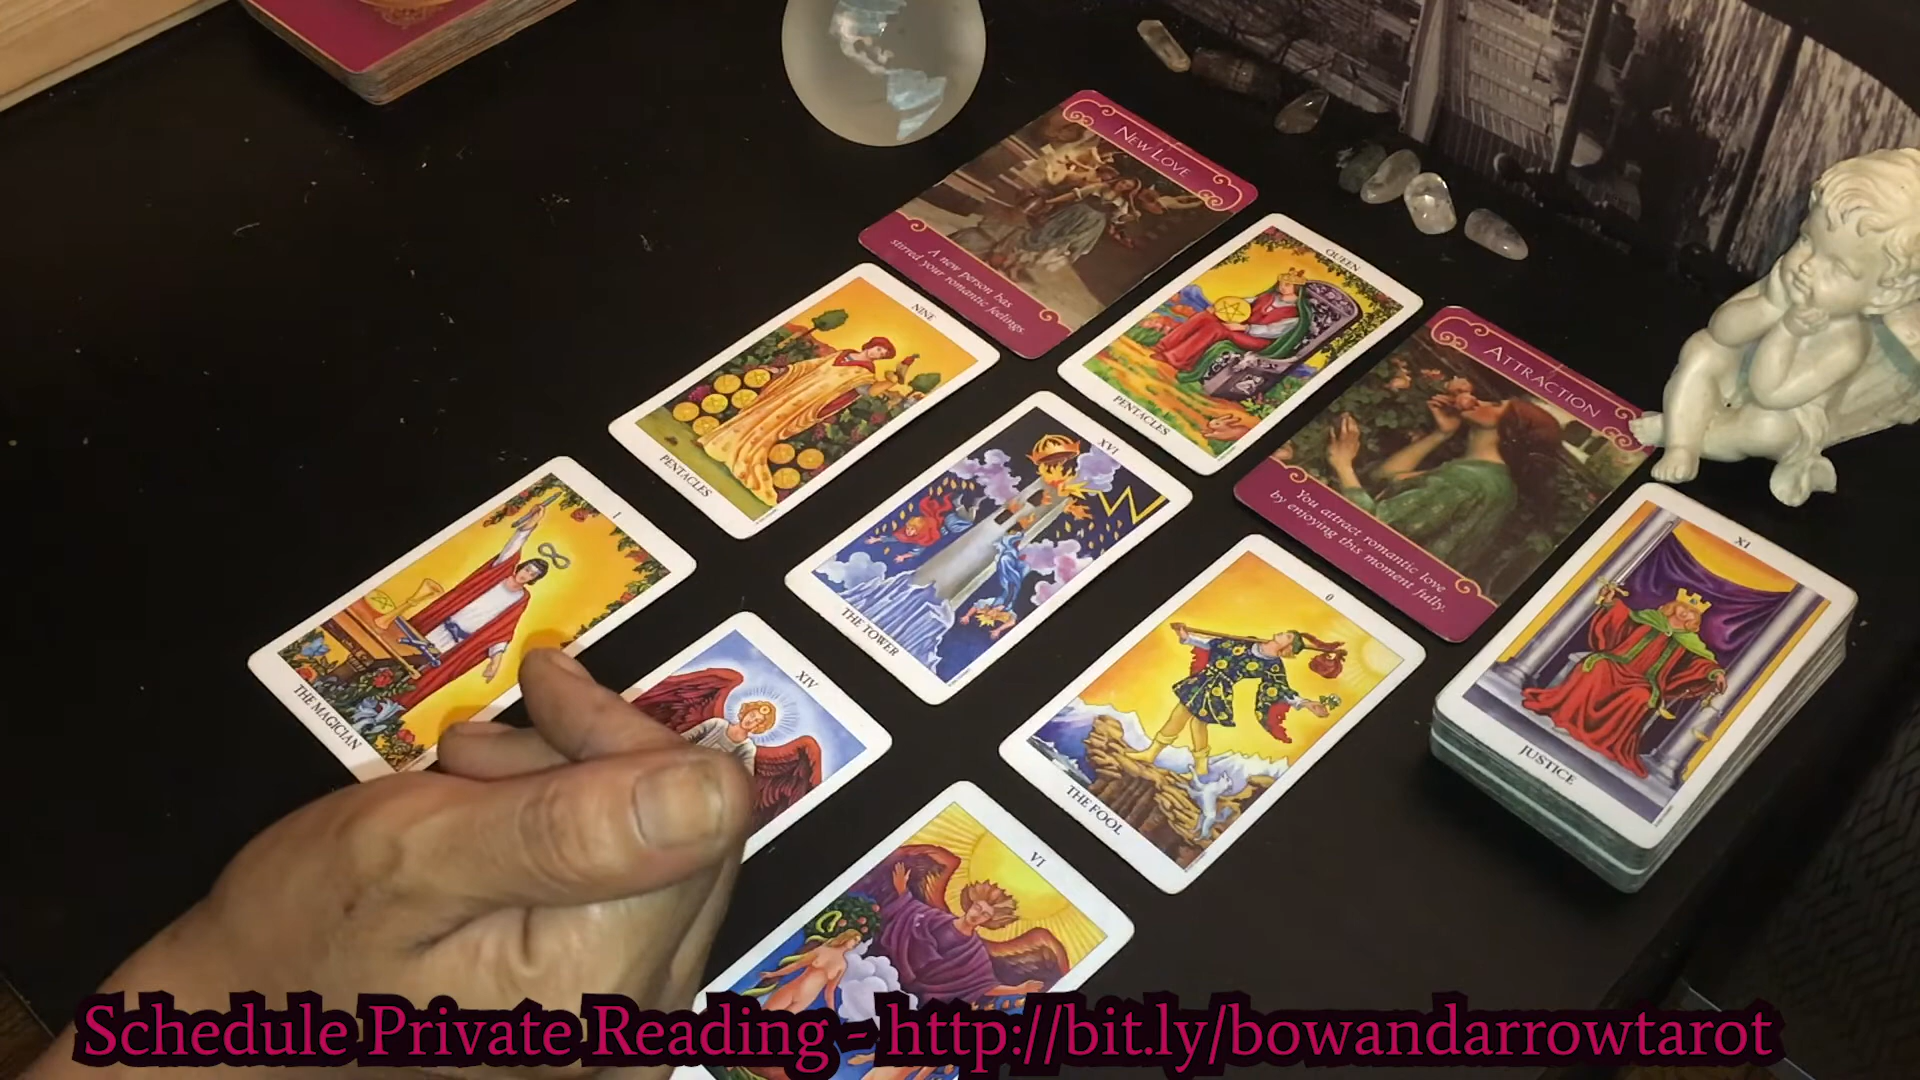 NEW LOVE
A new person has
stirred your romantic feelings.
QUEEN
PENTACLES
NINE
PENTACLES
ATTRACTION
You attract romantic love
by enjoying this moment fully.
XVI
THE TOWER
I
THE MAGICIAN
XI
JUSTICE
0
THE FOOL
XIV
VI
Schedule Private Reading - http://bit.ly/bowandarrowtarot